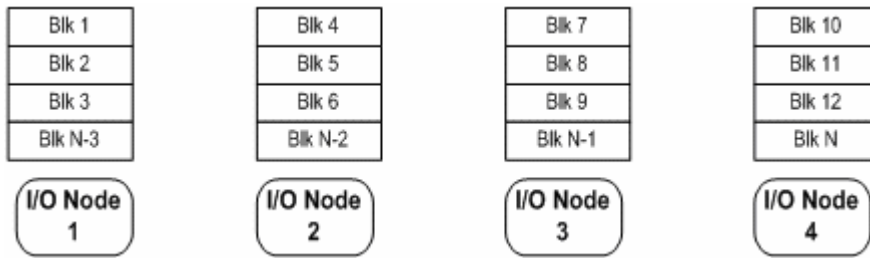 Blk 1
Blk 2
Blk 3
Blk N-3
I/O Node
1
Blk 4
Blk 5
Blk 6
Blk N-2
I/O Node
2
Blk 7
Blk 8
Blk 9
Blk N-1
I/O Node
3
Blk 10
Blk 11
Blk 12
Blk N
I/O Node
4